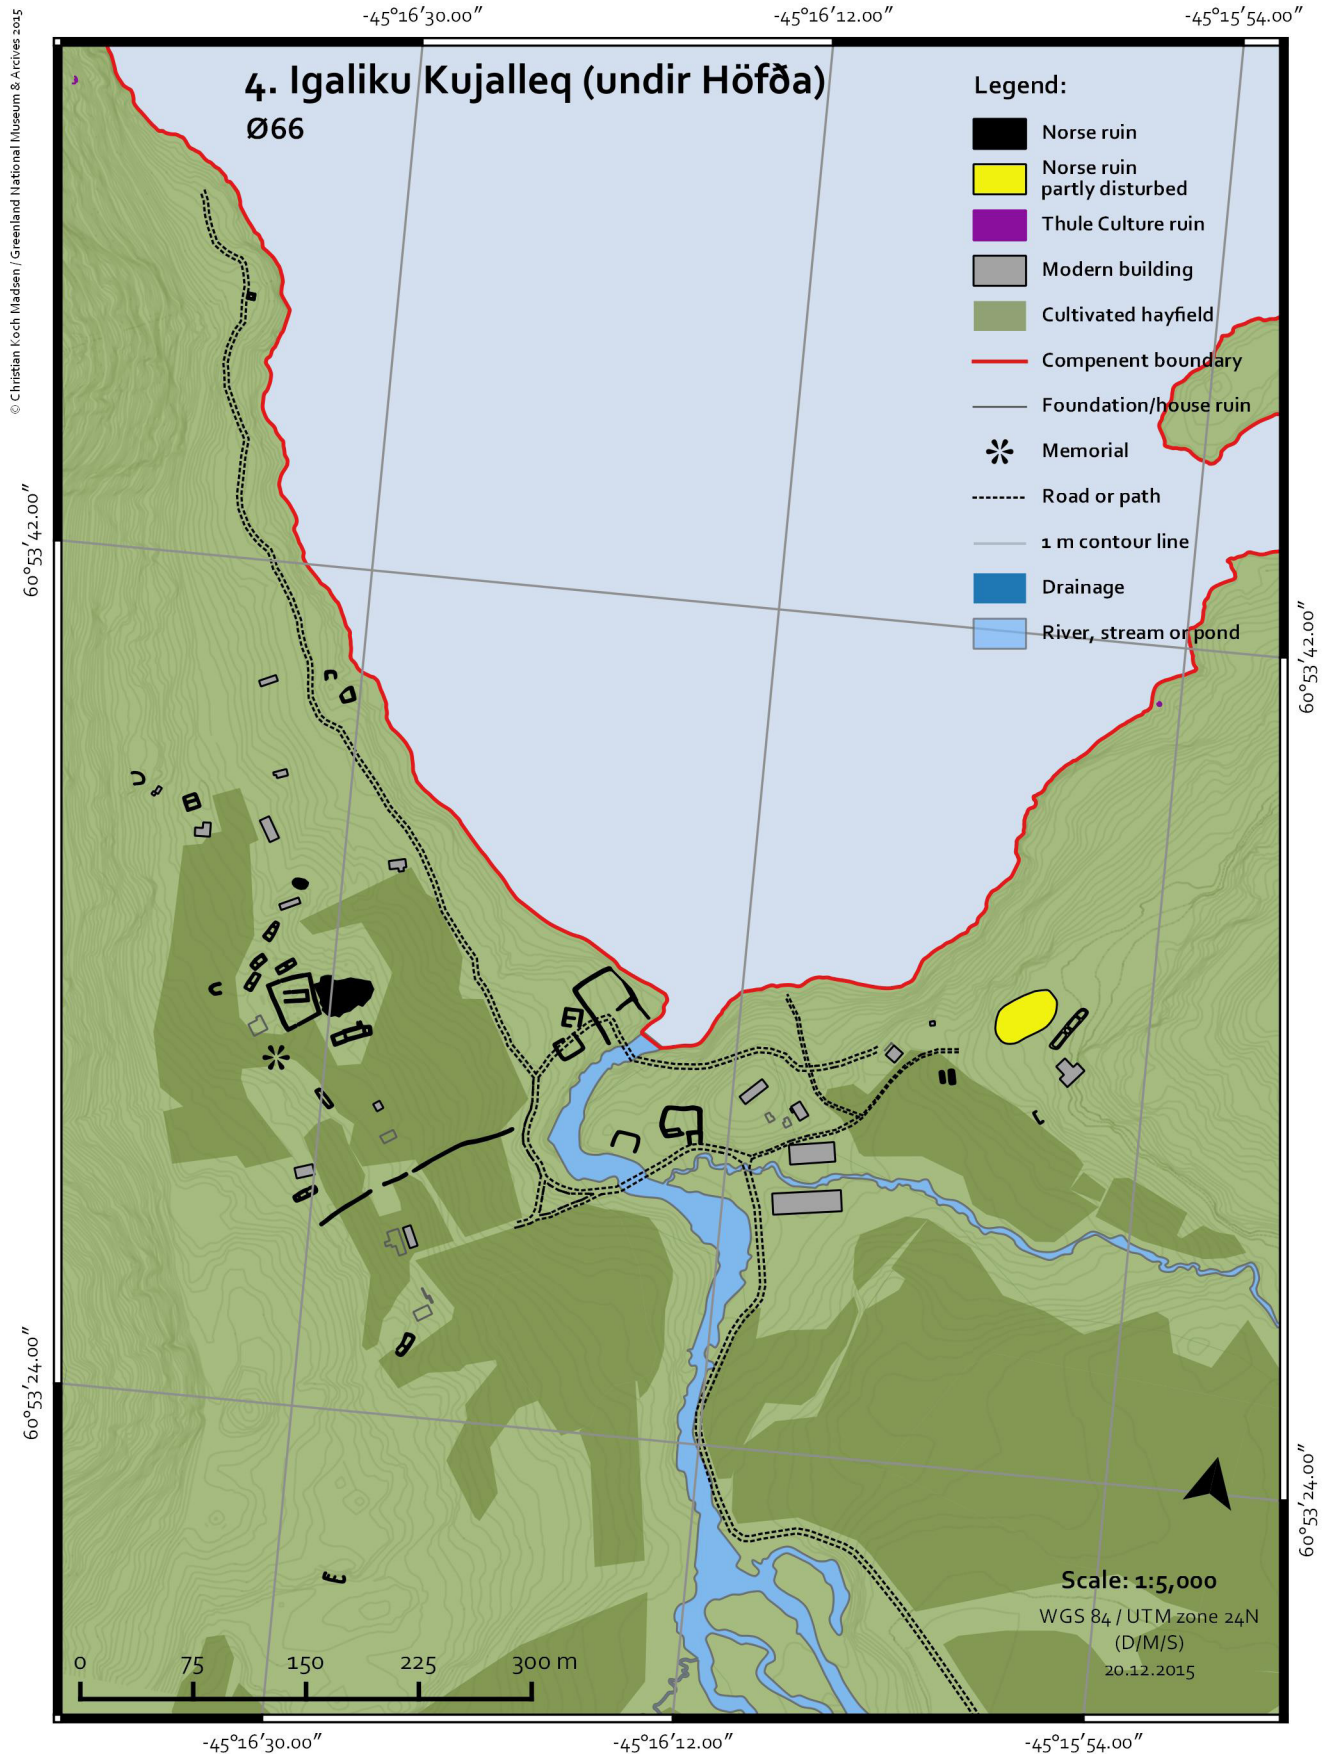 -45°16'30.00"
-45°16'12.00"
-45°15'54.00"
© Christian Koch Madsen / Greenland National Museum & Arcives 2015
4. Igaliku Kujalleq (undir Höfða)
Ø66
Legend:
Norse ruin
Norse ruin
partly disturbed
Thule Culture ruin
Modern building
Cultivated hayfield
Compenent boundary
Foundation/house ruin
Memorial
Road or path
1 m contour line
Drainage
River, stream or pond
60°53'42.00"
60°53'42.00"
60°53'24.00"
60°53'24.00"
Scale: 1:5,000
WGS 84 / UTM zone 24N
(D/M/S)
20.12.2015
0 75 150 225 300 m
-45°16'30.00"
-45°16'12.00"
-45°15'54.00"